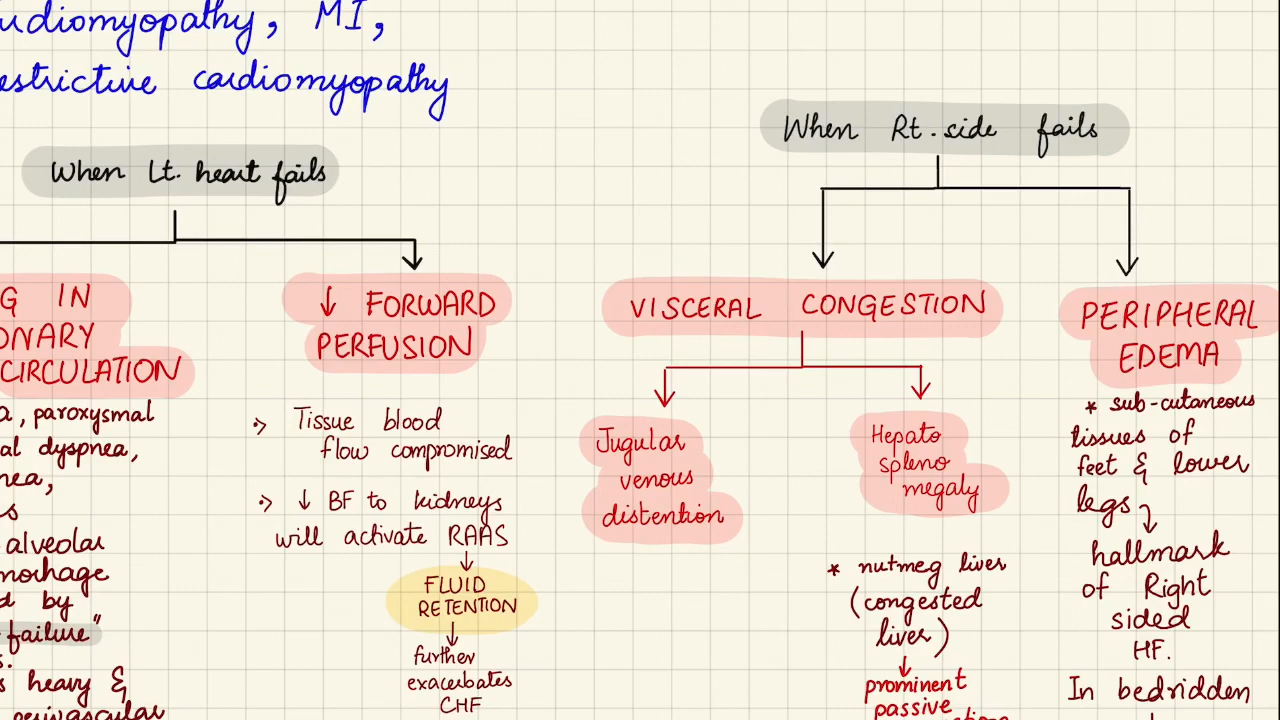 cardiomyopathy, MI,
restrictive cardiomyopathy
When Lt. heart fails
G IN
ONARY
CIRCULATION
a, paroxysmal
al dyspnea,
nea,
s
alveolar
morhage
d by
failure"
s.
s heavy &
perivascular
↓ FORWARD
PERFUSION
:> Tissue blood
flow compromised
:> ↓ BF to kidneys
will activate RAAS
↓
FLUID
RETENTION
↓
further
exacerbates
CHF
When Rt. side fails
VISCERAL CONGESTION
Jugular
venous
distention
Hepato
spleno
megaly
* nutmeg liver
(congested
liver)
↓
prominent
passive
PERIPHERAL
EDEMA
* sub-cutaneous
tissues of
feet & lower
legs
hallmark
of Right
sided
HF.
In bedridden